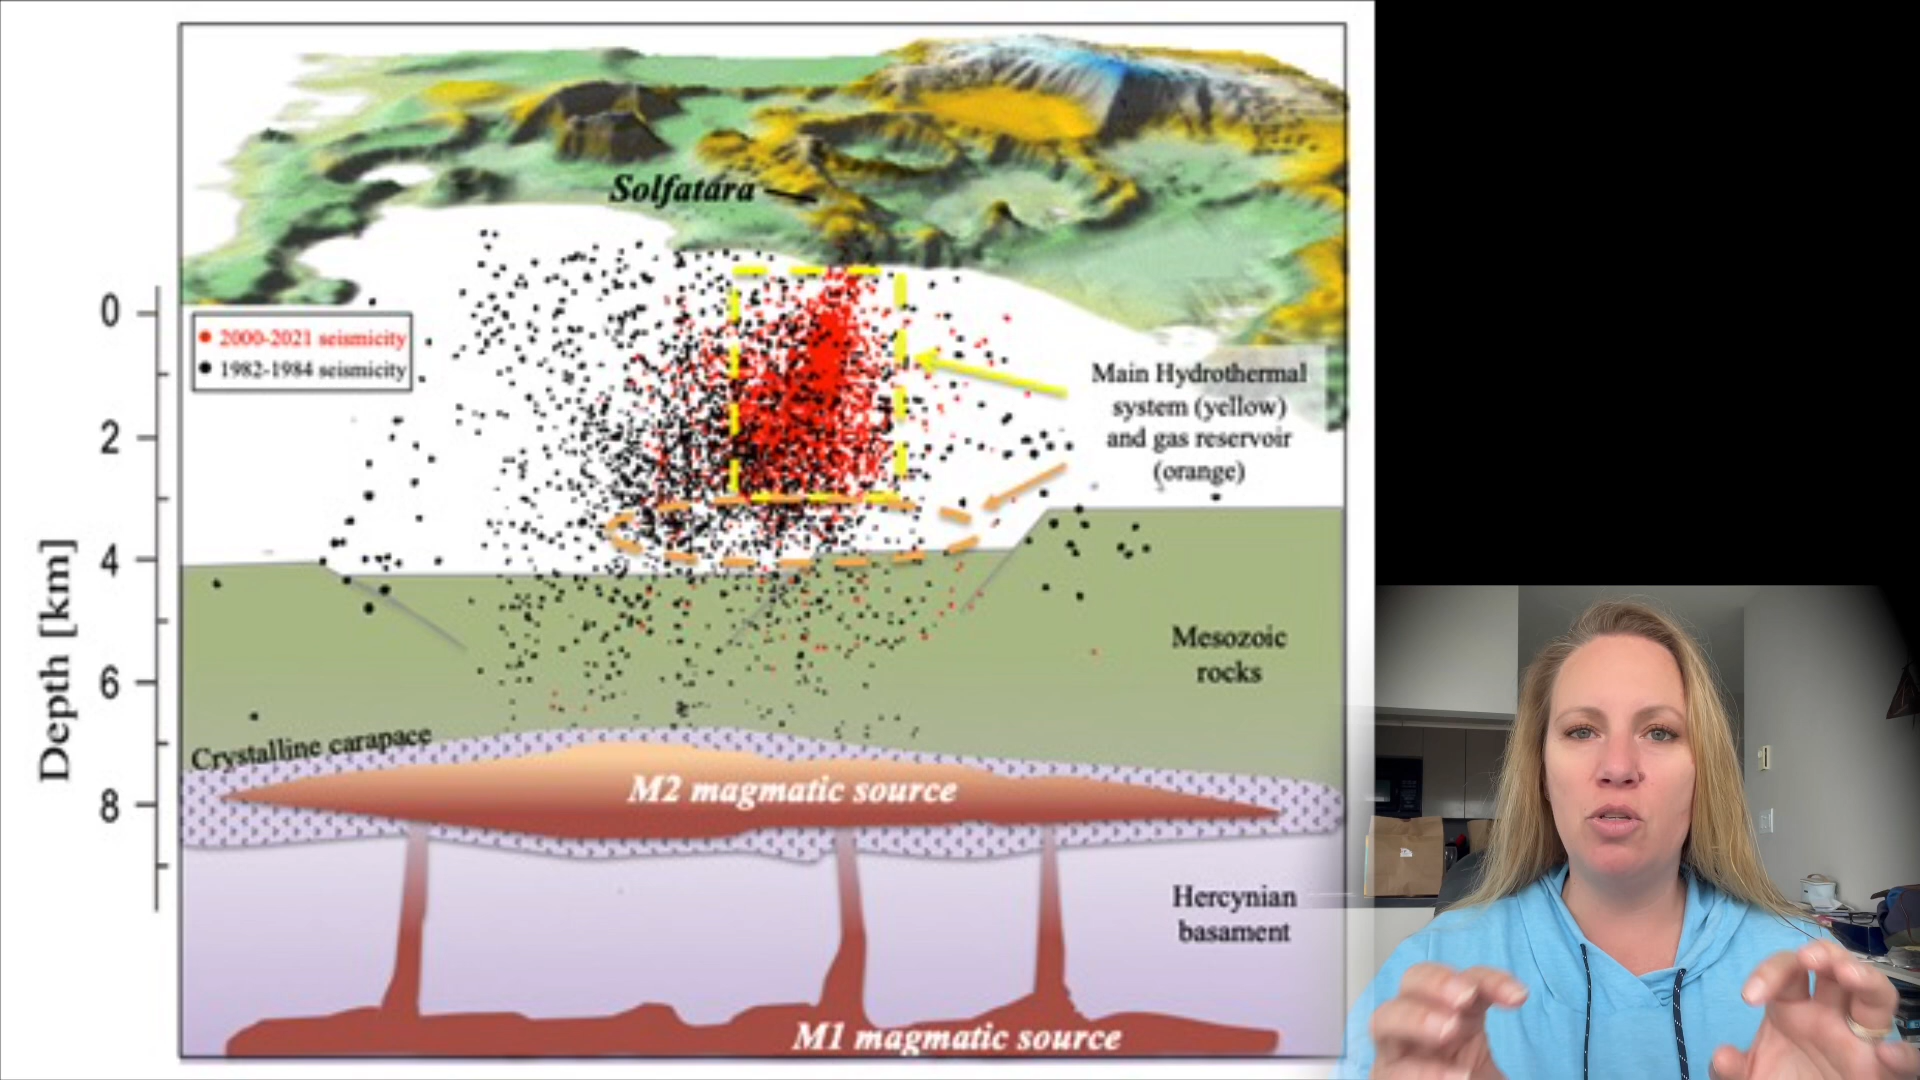 Solfatara
0
2000-2021 seismicity
1982-1984 seismicity
Main Hydrothermal
system (yellow)
and gas reservoir
(orange)
2
4
Depth [km]
Mesozoic
rocks
6
Crystalline carapace
M2 magmatic source
8
Hercynian
basament
M1 magmatic source